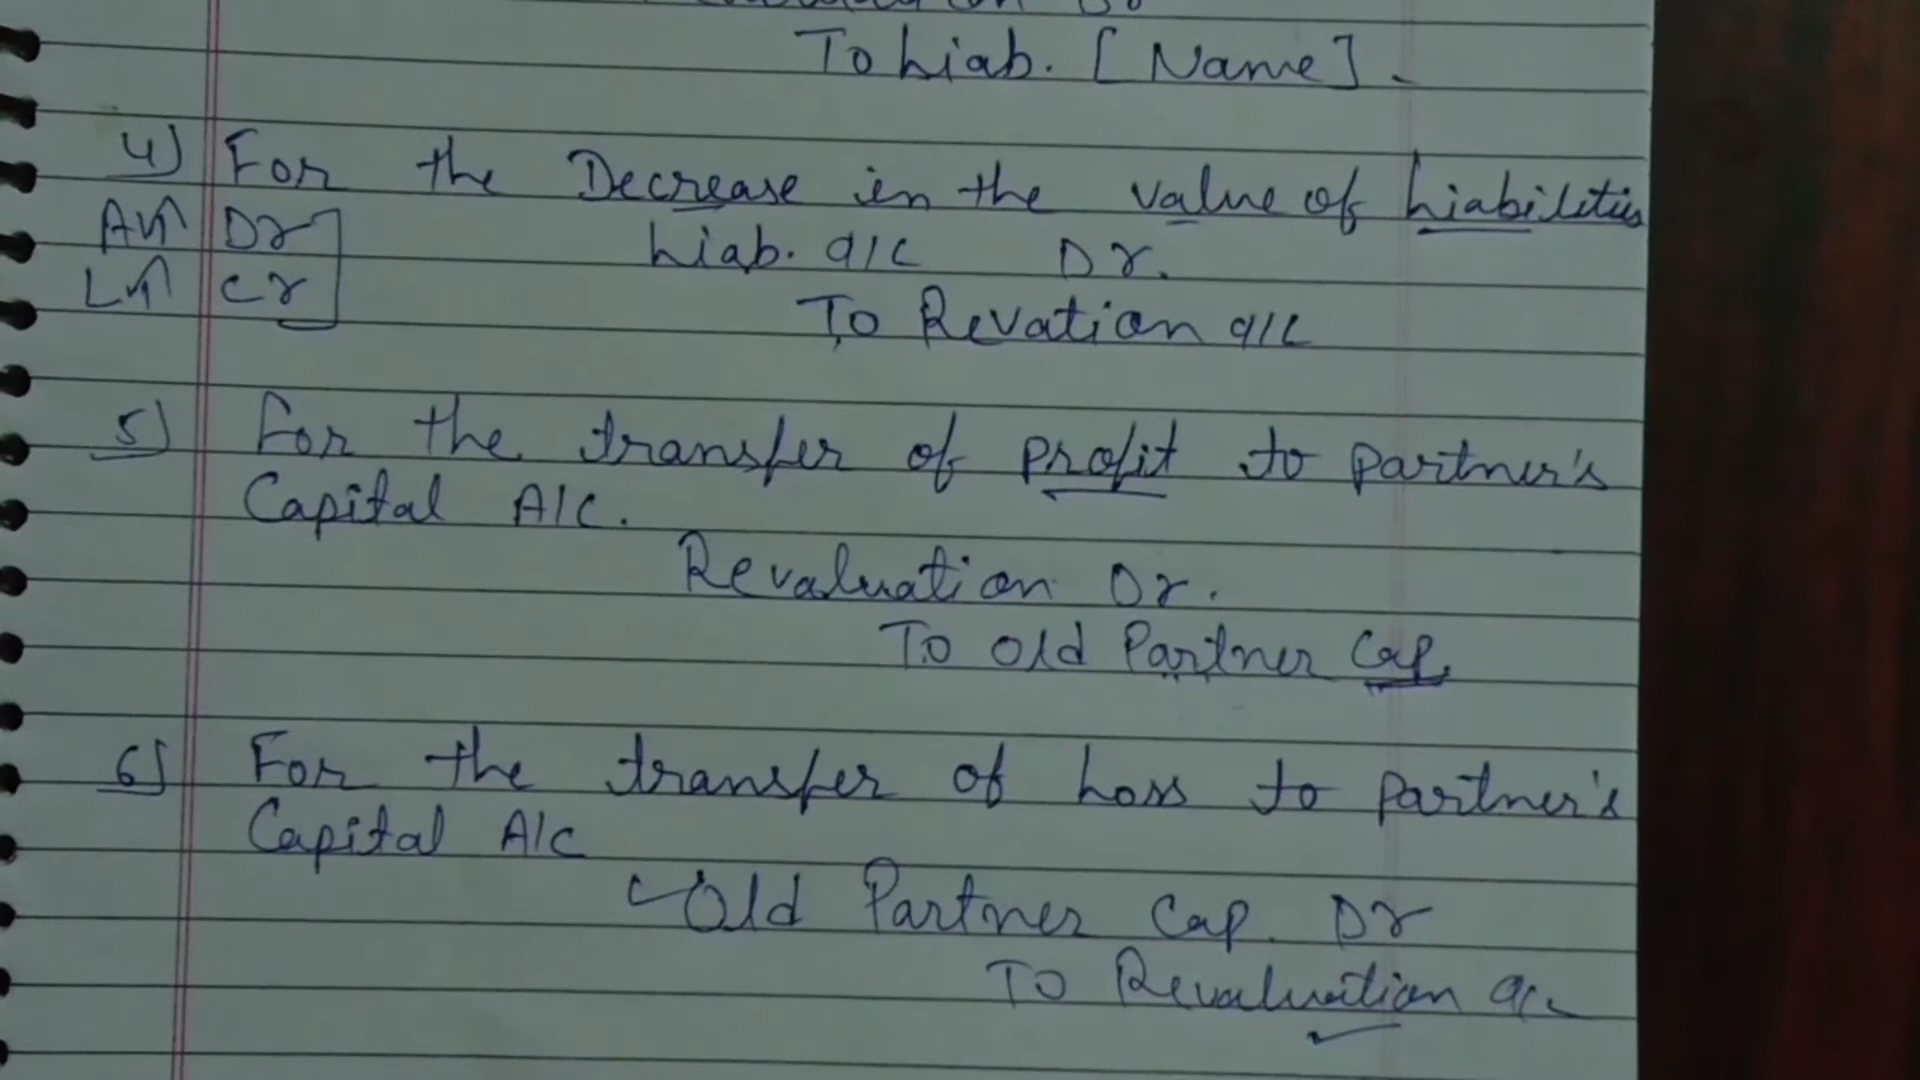 To Liab. [Name].
4) For the Decrease in the value of Liabilities
A↑ Dr Liab. a/c Dr.
L↑ Cr To Revation a/c
5) For the transfer of profit to partner's
Capital A/C.
Revaluation Dr.
To Old Partner Cap.
6) For the transfer of Loss to partner's
Capital A/C
Old Partner Cap. Dr
To Revaluation a/c